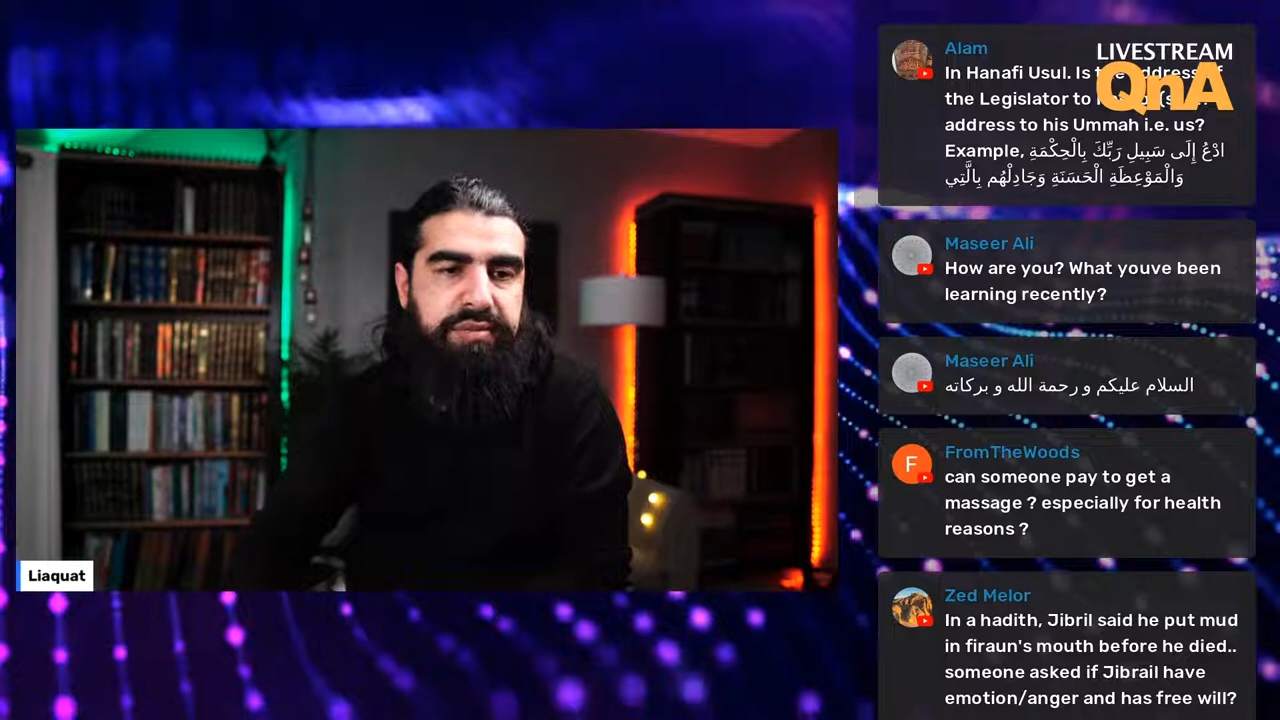 Alam
In Hanafi Usul. Is
the Legislator to
address to his Ummah i.e. us?
Example, ادْعُ إِلَى سَبِيلِ رَبِّكَ بِالْحِكْمَةِ
وَالْمَوْعِظَةِ الْحَسَنَةِ وَجَادِلْهُم بِالَّتِي
LIVESTREAM
QnA
Maseer Ali
How are you? What youve been
learning recently?
Maseer Ali
السلام عليكم و رحمة الله و بركاته
F
FromTheWoods
can someone pay to get a
massage ? especially for health
reasons ?
Zed Melor
In a hadith, Jibril said he put mud
in firaun's mouth before he died..
someone asked if Jibrail have
emotion/anger and has free will?
Liaquat